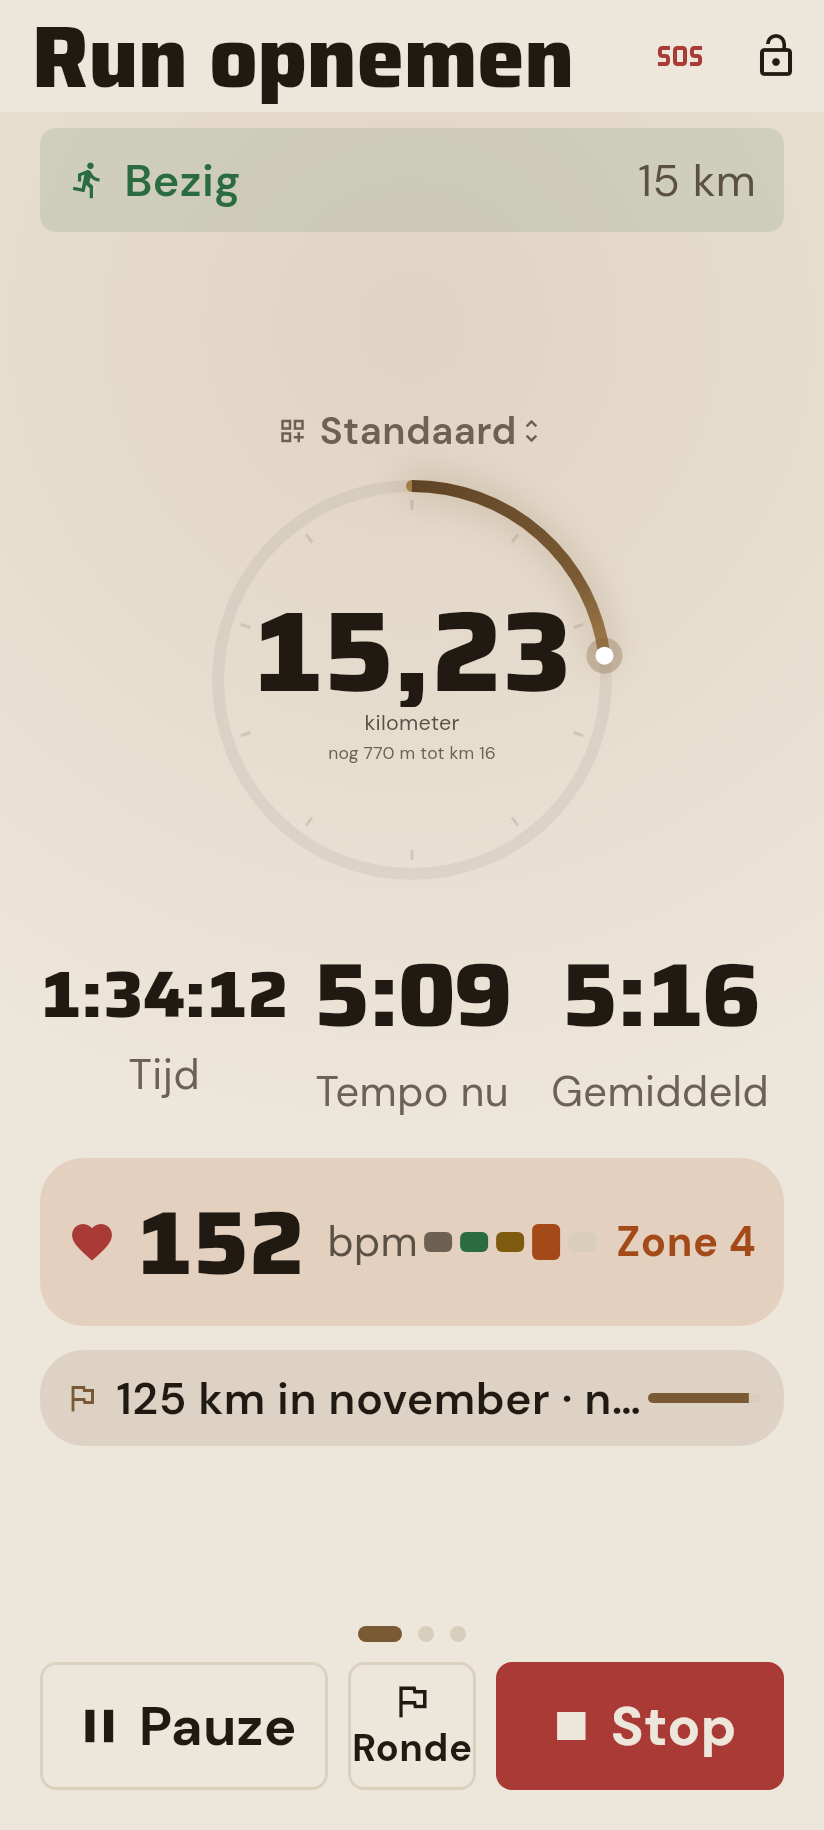 Run opnemen
SOS
Bezig
15 km
Standaard
15,23
kilometer
nog 770 m tot km 16
1:34:12
Tijd
5:09
Tempo nu
5:16
Gemiddeld
152 bpm
Zone 4
125 km in november · n…
Pauze
Ronde
Stop